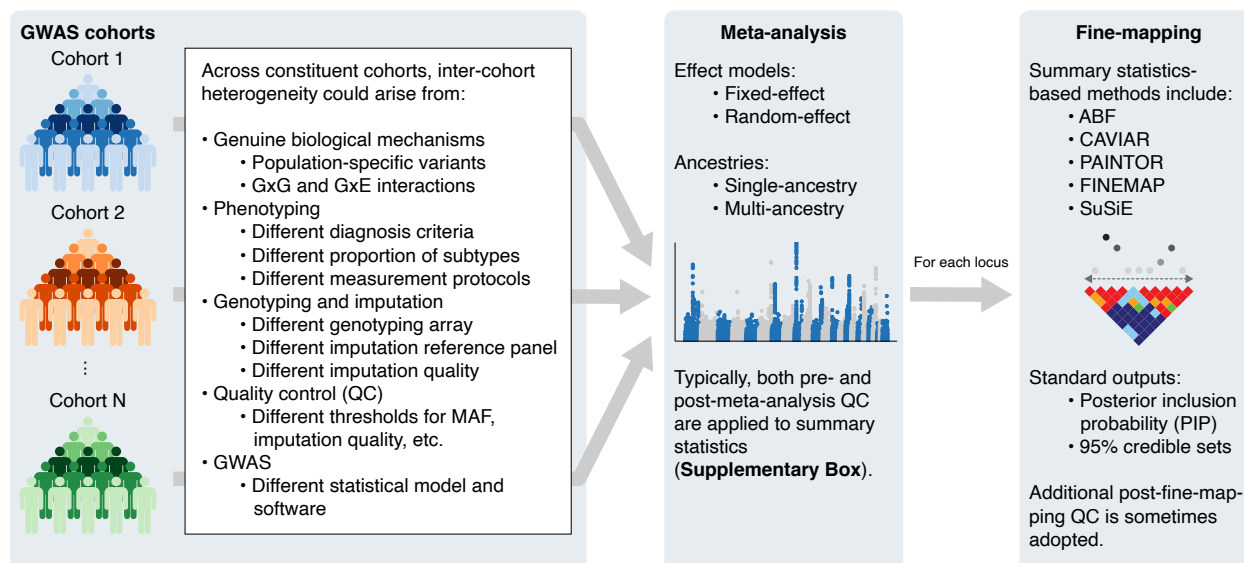 GWAS cohorts
Cohort 1
Cohort 2
...
Cohort N
Across constituent cohorts, inter-cohort
heterogeneity could arise from:
• Genuine biological mechanisms
• Population-specific variants
• GxG and GxE interactions
• Phenotyping
• Different diagnosis criteria
• Different proportion of subtypes
• Different measurement protocols
• Genotyping and imputation
• Different genotyping array
• Different imputation reference panel
• Different imputation quality
• Quality control (QC)
• Different thresholds for MAF,
imputation quality, etc.
• GWAS
• Different statistical model and
software
Meta-analysis
Effect models:
• Fixed-effect
• Random-effect
Ancestries:
• Single-ancestry
• Multi-ancestry
Typically, both pre- and
post-meta-analysis QC
are applied to summary
statistics
(Supplementary Box).
For each locus
Fine-mapping
Summary statistics-
based methods include:
• ABF
• CAVIAR
• PAINTOR
• FINEMAP
• SuSiE
Standard outputs:
• Posterior inclusion
probability (PIP)
• 95% credible sets
Additional post-fine-map-
ping QC is sometimes
adopted.